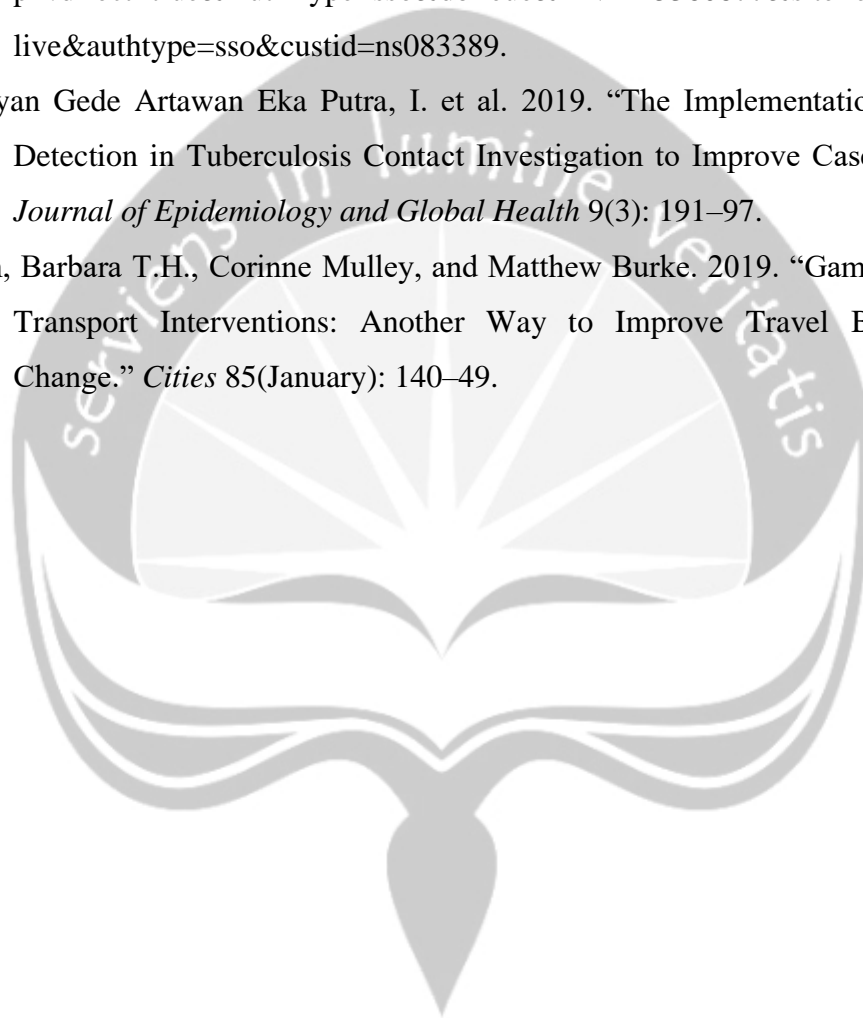 live&authtype=sso&custid=ns083389.
yan Gede Artawan Eka Putra, I. et al. 2019. “The Implementatio
Detection in Tuberculosis Contact Investigation to Improve Case
Journal of Epidemiology and Global Health 9(3): 191–97.
, Barbara T.H., Corinne Mulley, and Matthew Burke. 2019. “Gam
Transport Interventions: Another Way to Improve Travel
Change.” Cities 85(January): 140–49.
serviens in lumine veritatis